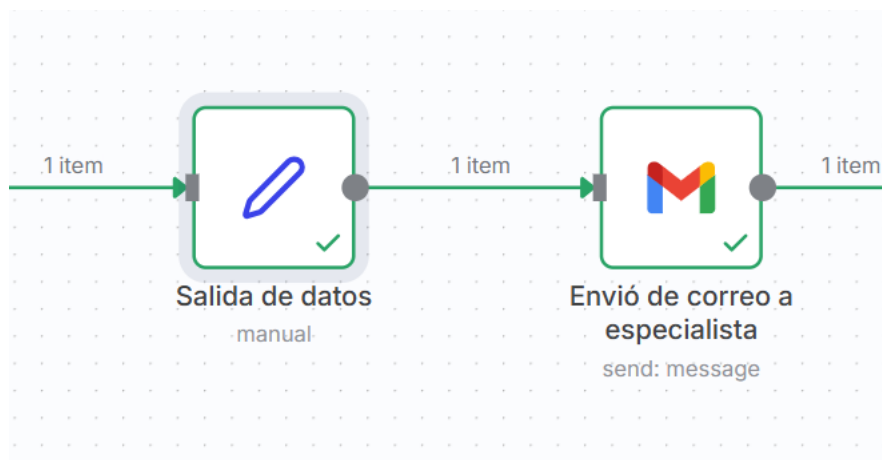 1 item
1 item
1 item
Salida de datos
manual
Envió de correo a
especialista
send: message